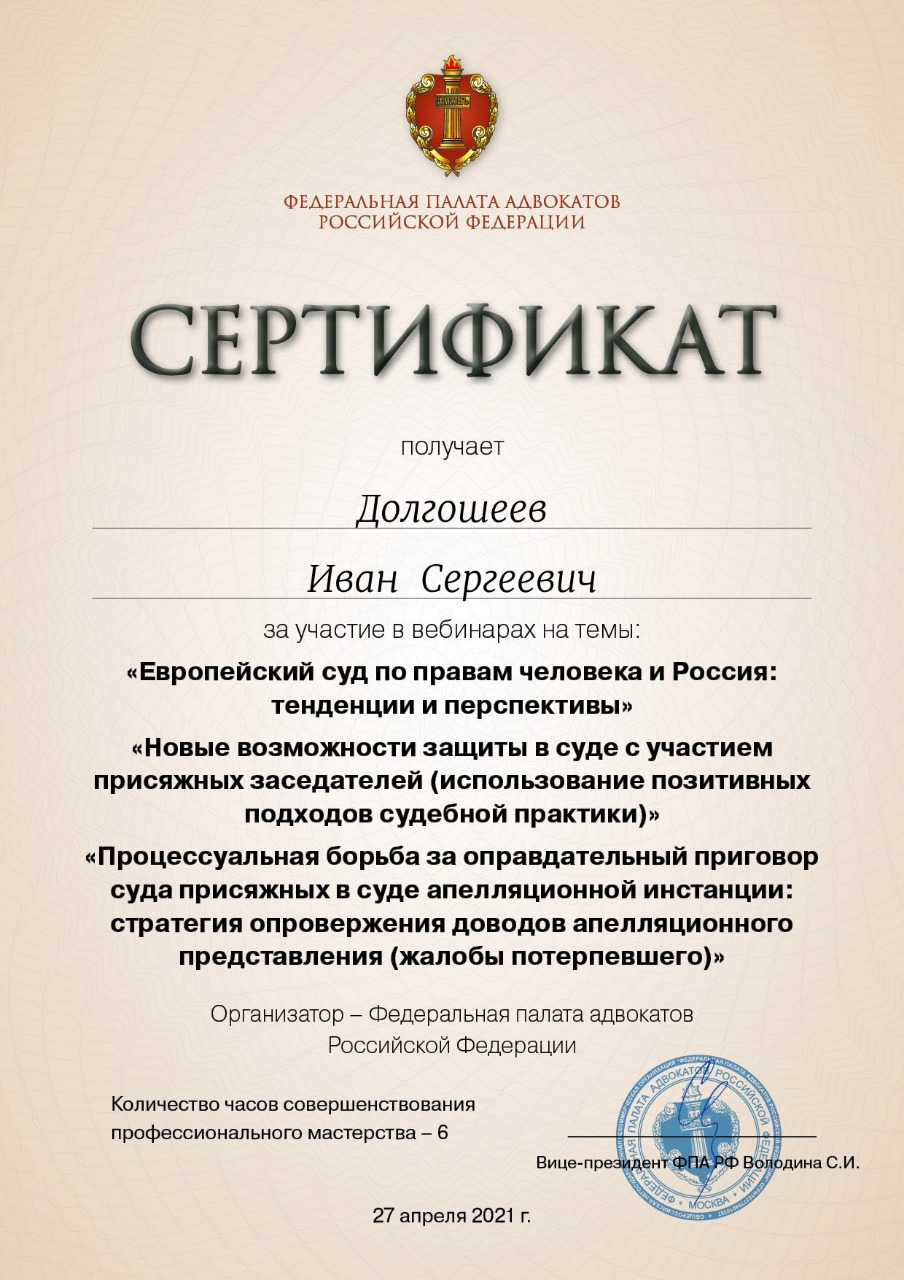 ЗАКОНЪ
ФЕДЕРАЛЬНАЯ ПАЛАТА АДВОКАТОВ
РОССИЙСКОЙ ФЕДЕРАЦИИ
СЕРТИФИКАТ
получает
Долгошеев
Иван Сергеевич
за участие в вебинарах на темы:
«Европейский суд по правам человека и Россия:
тенденции и перспективы»
«Новые возможности защиты в суде с участием
присяжных заседателей (использование позитивных
подходов судебной практики)»
«Процессуальная борьба за оправдательный приговор
суда присяжных в суде апелляционной инстанции:
стратегия опровержения доводов апелляционного
представления (жалобы потерпевшего)»
Организатор – Федеральная палата адвокатов
Российской Федерации
Количество часов совершенствования
профессионального мастерства – 6
ФЕДЕРАЛЬНАЯ ПАЛАТА АДВОКАТОВ РОССИЙСКОЙ ФЕДЕРАЦИИ
МОСКВА
Вице-президент ФПА РФ Володина С.И.
27 апреля 2021 г.